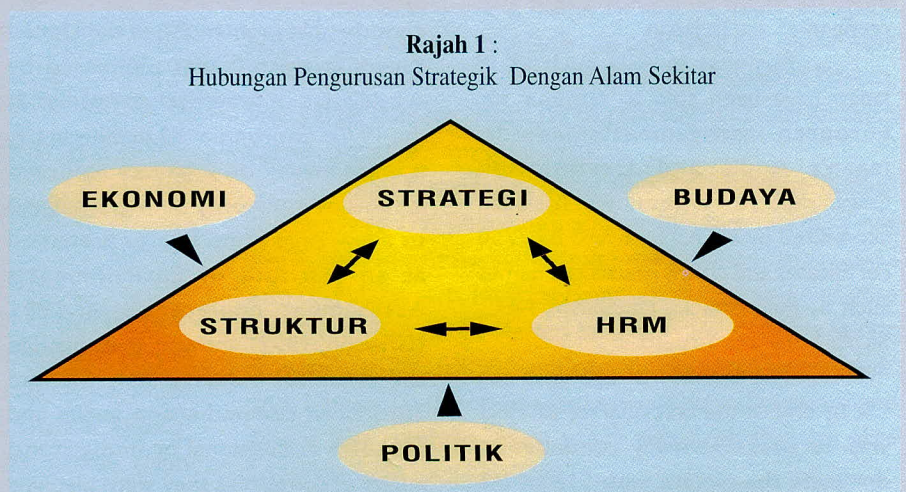 Rajah 1 :
Hubungan Pengurusan Strategik Dengan Alam Sekitar
EKONOMI
STRATEGI
BUDAYA
STRUKTUR
HRM
POLITIK